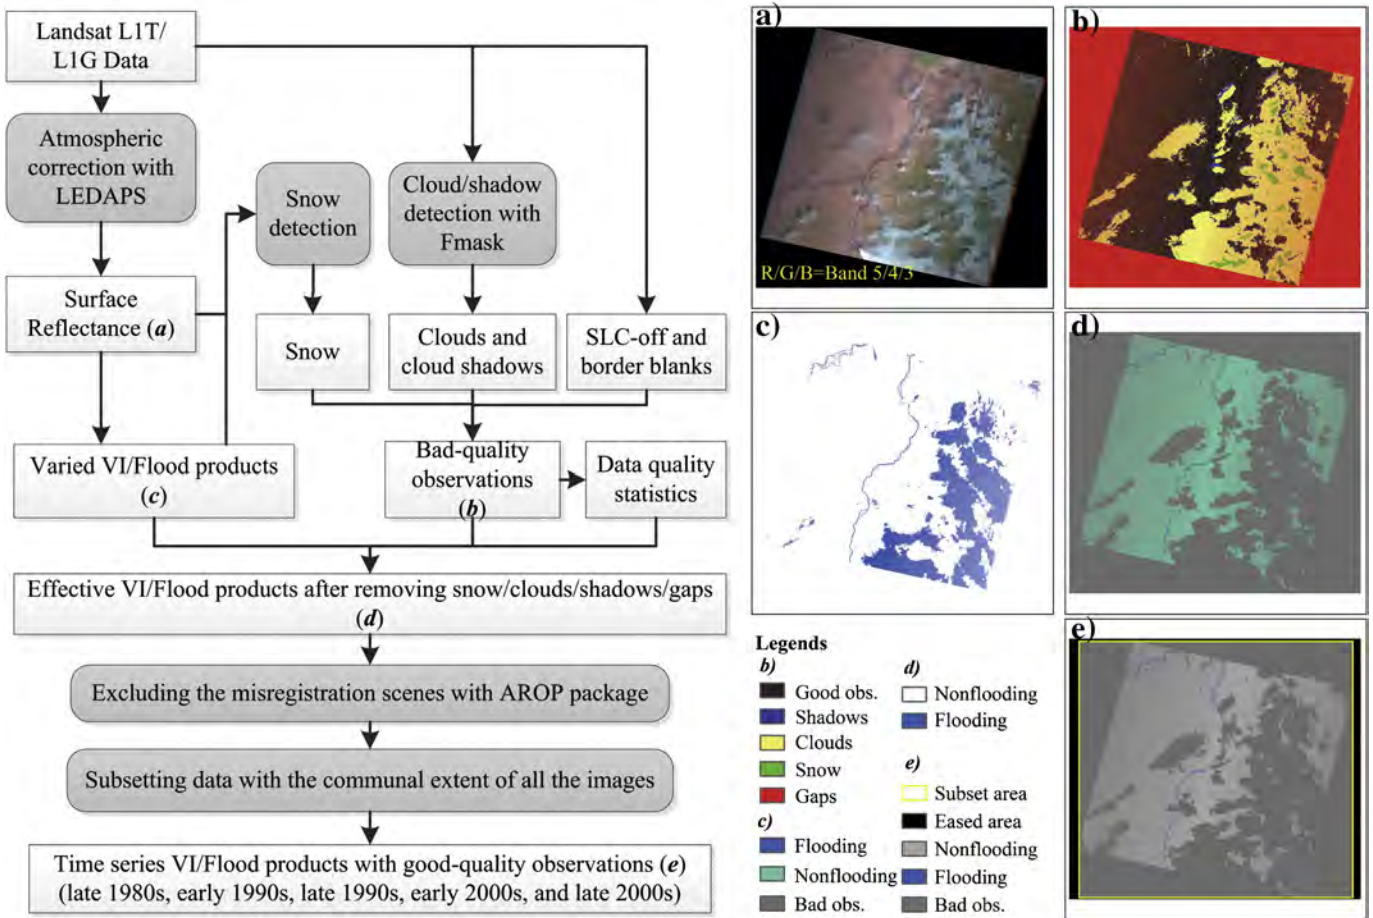 Landsat L1T/
L1G Data
Atmospheric
correction with
LEDAPS
Snow
detection
Cloud/shadow
detection with
Fmask
Surface
Reflectance (a)
Snow
Clouds and
cloud shadows
SLC-off and
border blanks
Varied VI/Flood products
(c)
Bad-quality
observations
(b)
Data quality
statistics
Effective VI/Flood products after removing snow/clouds/shadows/gaps
(d)
Excluding the misregistration scenes with AROP package
Subsetting data with the communal extent of all the images
Time series VI/Flood products with good-quality observations (e)
(late 1980s, early 1990s, late 1990s, early 2000s, and late 2000s)
a)
R/G/B=Band 5/4/3
b)
c)
d)
e)
Legends
b)
Good obs.
Shadows
Clouds
Snow
Gaps
c)
Flooding
Nonflooding
Bad obs.
d)
Nonflooding
Flooding
e)
Subset area
Eased area
Nonflooding
Flooding
Bad obs.